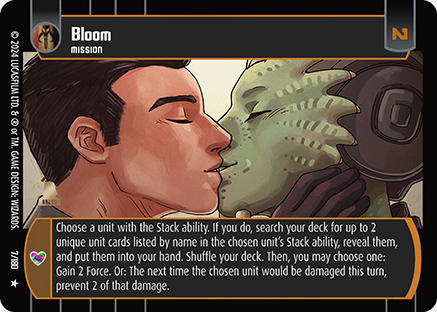 Bloom
MISSION
N
© 2024 LUCASFILM LTD. & ® or TM. GAME DESIGN: WIZARDS.
Choose a unit with the Stack ability. If you do, search your deck for up to 2
unique unit cards listed by name in the chosen unit's Stack ability, reveal them,
and put them into your hand. Shuffle your deck. Then, you may choose one:
Gain 2 Force. Or: The next time the chosen unit would be damaged this turn,
prevent 2 of that damage.
7/180